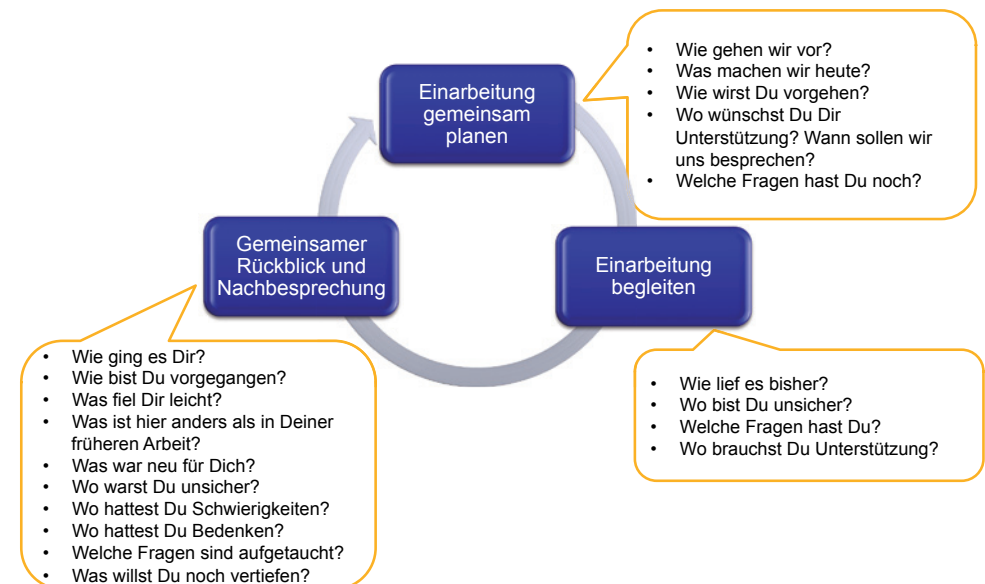 Einarbeitung
gemeinsam
planen
• Wie gehen wir vor?
• Was machen wir heute?
• Wie wirst Du vorgehen?
• Wo wünschst Du Dir
Unterstützung? Wann sollen wir
uns besprechen?
• Welche Fragen hast Du noch?
Einarbeitung
begleiten
• Wie lief es bisher?
• Wo bist Du unsicher?
• Welche Fragen hast Du?
• Wo brauchst Du Unterstützung?
Gemeinsamer
Rückblick und
Nachbesprechung
• Wie ging es Dir?
• Wie bist Du vorgegangen?
• Was fiel Dir leicht?
• Was ist hier anders als in Deiner
früheren Arbeit?
• Was war neu für Dich?
• Wo warst Du unsicher?
• Wo hattest Du Schwierigkeiten?
• Wo hattest Du Bedenken?
• Welche Fragen sind aufgetaucht?
• Was willst Du noch vertiefen?